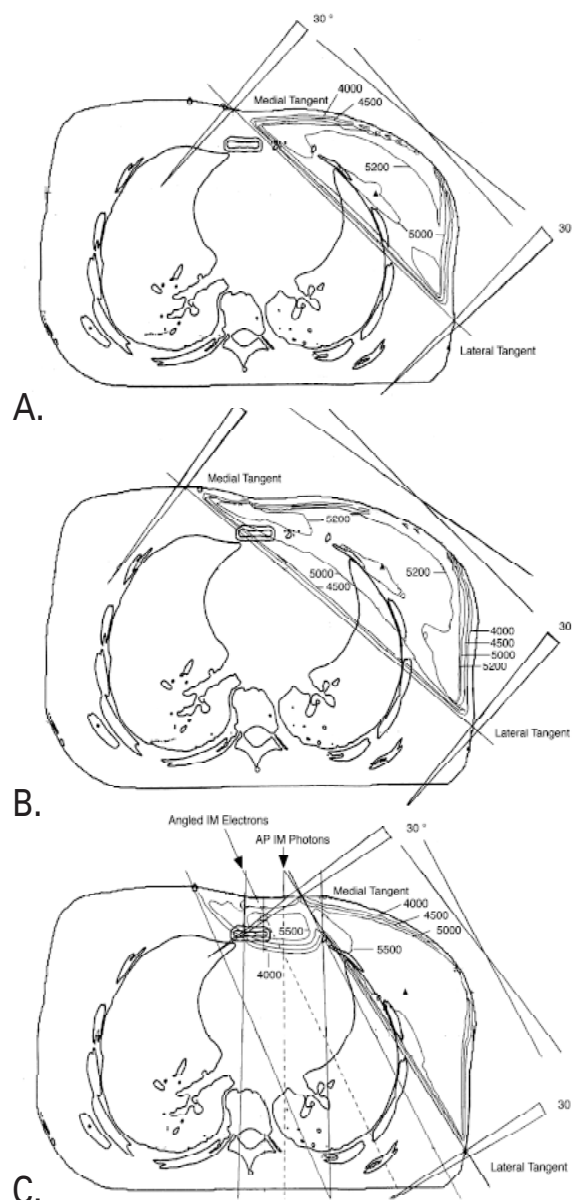 30 °
4000
4500
Medial Tangent
5200
5000
30
Lateral Tangent
A.
Medial Tangent
5200
5000
4500
5200
30
4000
4500
5000
5200
Lateral Tangent
B.
Angled IM Electrons
AP IM Photons
30 °
Medial Tangent
4000
4500
5000
5500
5500
4000
30
Lateral Tangent
C.